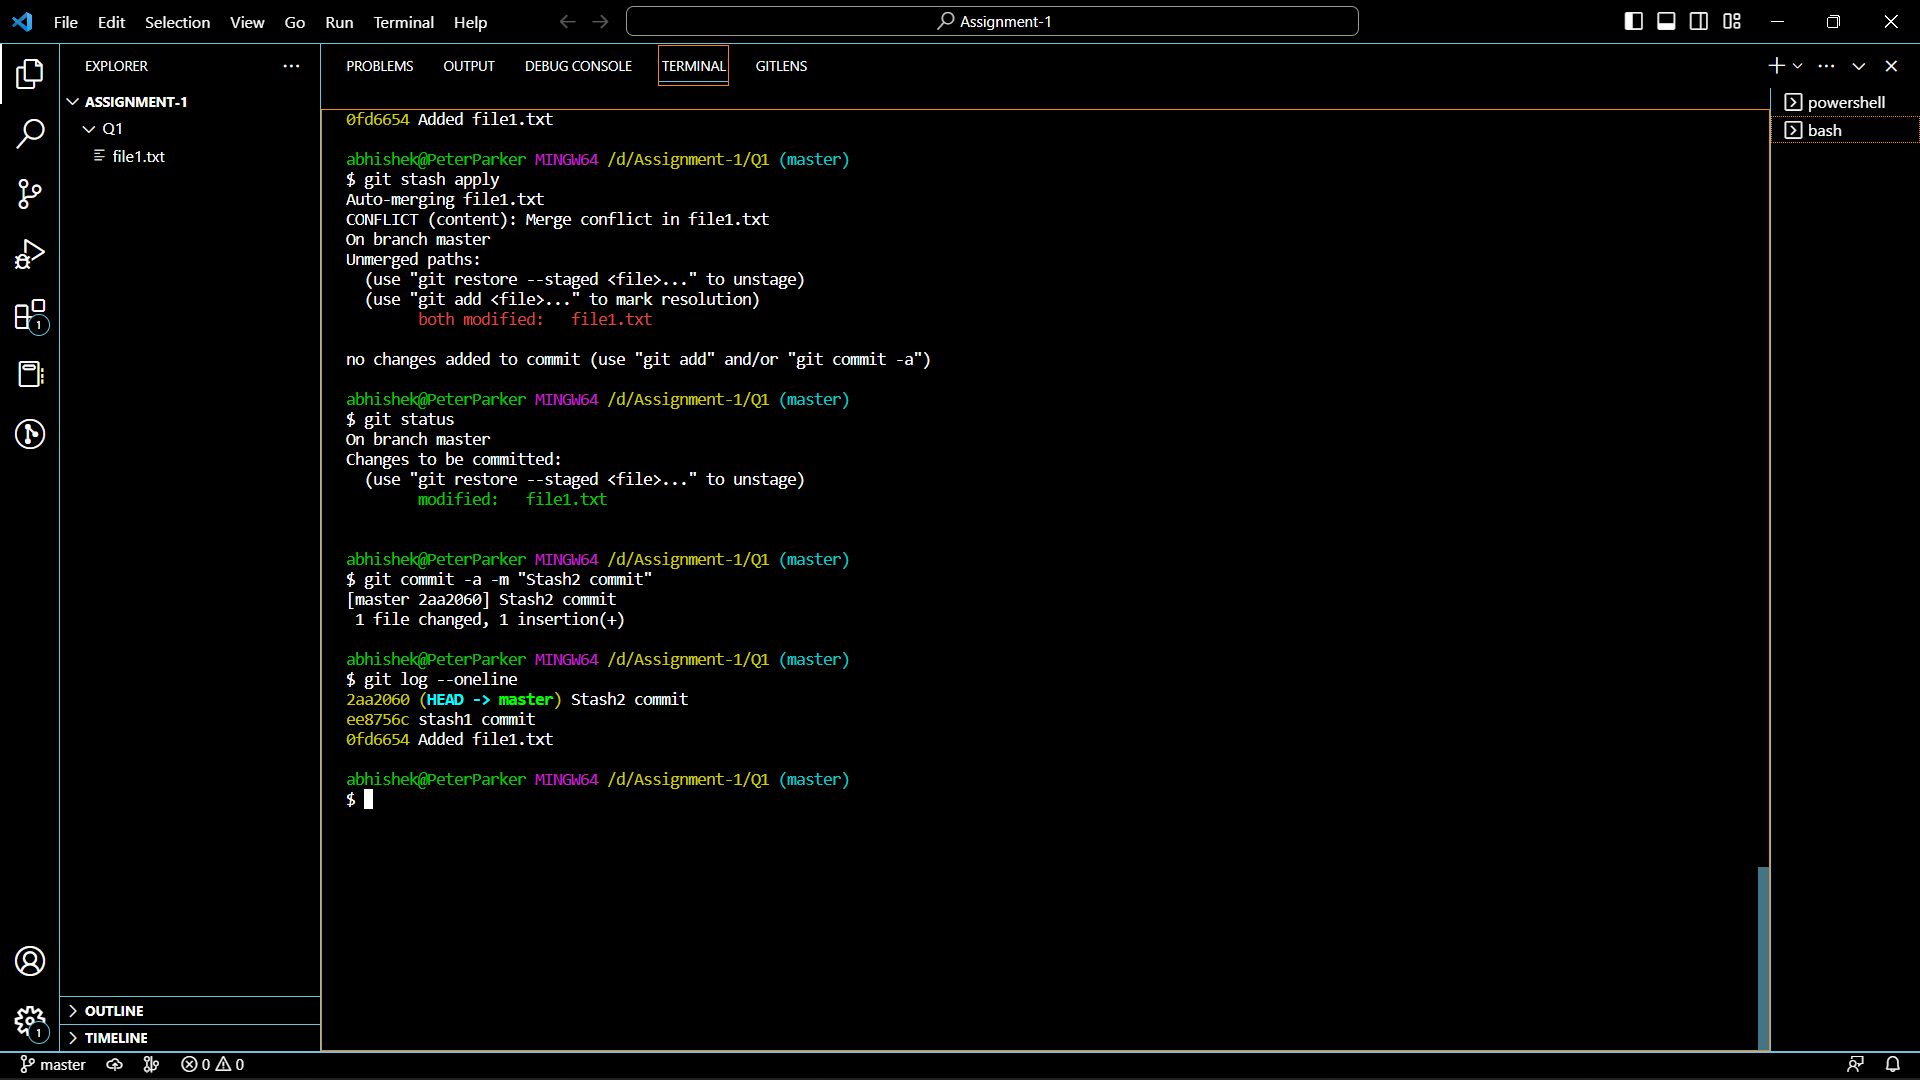 File Edit Selection View Go Run Terminal Help
Assignment-1
EXPLORER
ASSIGNMENT-1
Q1
file1.txt
1
OUTLINE
1
TIMELINE
PROBLEMS OUTPUT DEBUG CONSOLE TERMINAL GITLENS
powershell
bash
0fd6654 Added file1.txt
abhishek@PeterParker MINGW64 /d/Assignment-1/Q1 (master)
$ git stash apply
Auto-merging file1.txt
CONFLICT (content): Merge conflict in file1.txt
On branch master
Unmerged paths:
  (use "git restore --staged <file>..." to unstage)
  (use "git add <file>..." to mark resolution)
        both modified:   file1.txt
no changes added to commit (use "git add" and/or "git commit -a")
abhishek@PeterParker MINGW64 /d/Assignment-1/Q1 (master)
$ git status
On branch master
Changes to be committed:
  (use "git restore --staged <file>..." to unstage)
        modified:   file1.txt
abhishek@PeterParker MINGW64 /d/Assignment-1/Q1 (master)
$ git commit -a -m "Stash2 commit"
[master 2aa2060] Stash2 commit
 1 file changed, 1 insertion(+)
abhishek@PeterParker MINGW64 /d/Assignment-1/Q1 (master)
$ git log --oneline
2aa2060 (HEAD -> master) Stash2 commit
ee8756c stash1 commit
0fd6654 Added file1.txt
abhishek@PeterParker MINGW64 /d/Assignment-1/Q1 (master)
$
master 0 0